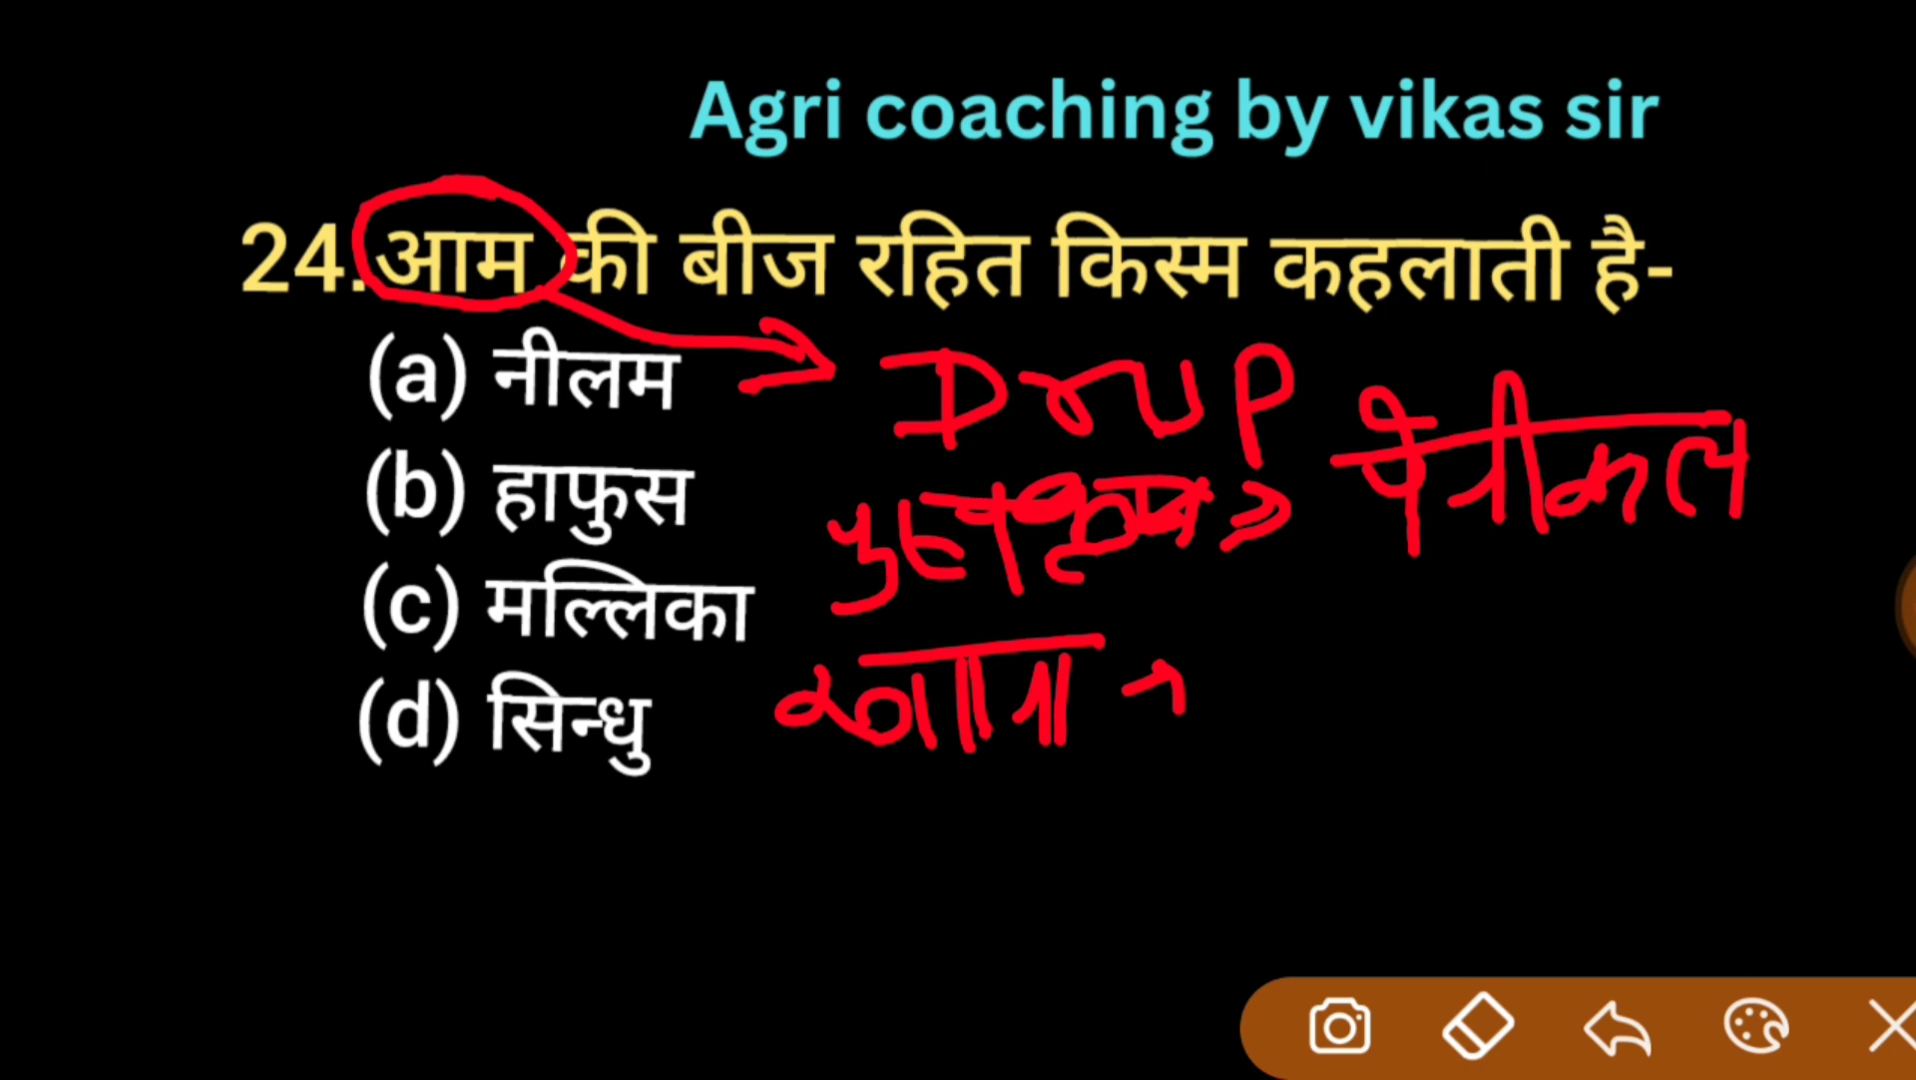 Agri coaching by vikas sir
24. आम की बीज रहित किस्म कहलाती है-
(a) नीलम
Drup
(b) हाफुस
(c) मल्लिका
(d) सिन्धु